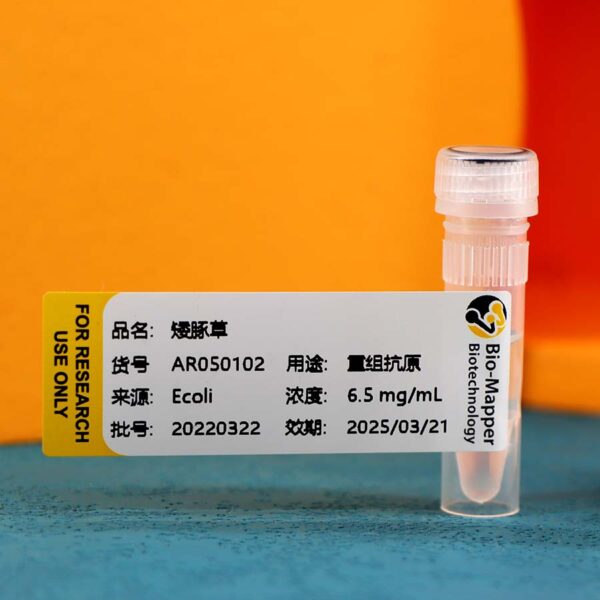 FOR RESEARCH
USE ONLY
品名: 矮豚草
货号 AR050102 用途: 重组抗原
来源: Ecoli 浓度: 6.5 mg/mL
批号: 20220322 效期: 2025/03/21
Bio-Mapper
Biotechnology